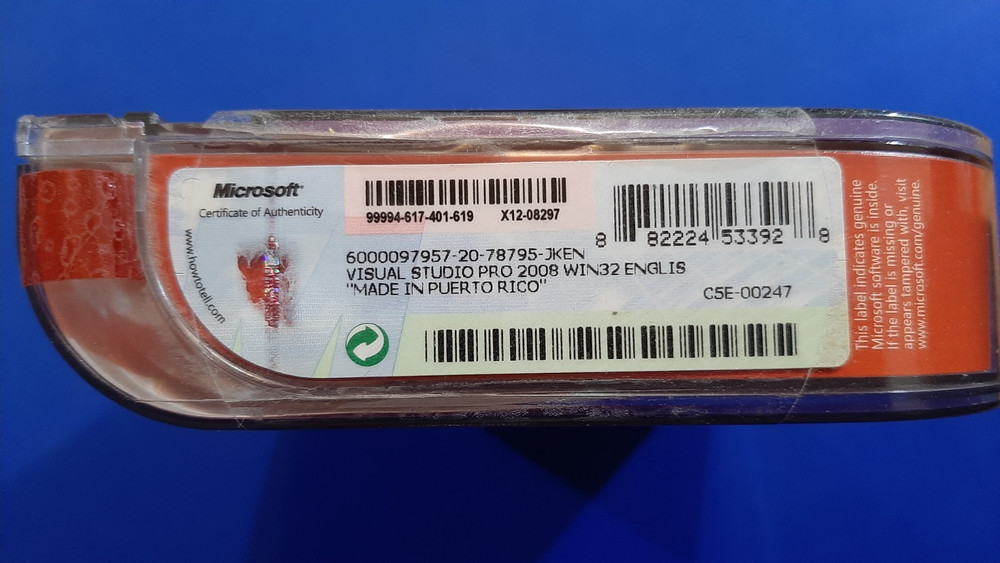 Microsoft®
Certificate of Authenticity
www.howtotell.com
99994-617-401-619 X12-08297
8 82224 53392 8
6000097957-20-78795-JKEN
VISUAL STUDIO PRO 2008 WIN32 ENGLIS
"MADE IN PUERTO RICO"
C5E-00247
This label indicates genuine
Microsoft software is inside.
If the label is missing or
appears tampered with, visit
www.microsoft.com/genuine.